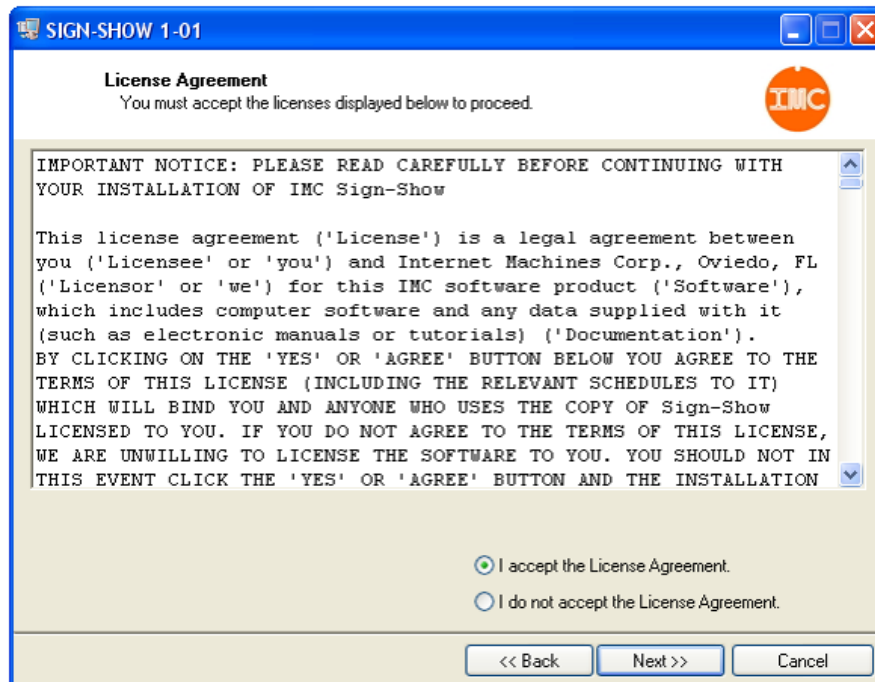 SIGN-SHOW 1-01
License Agreement
You must accept the licenses displayed below to proceed.
IMC
IMPORTANT NOTICE: PLEASE READ CAREFULLY BEFORE CONTINUING WITH
YOUR INSTALLATION OF IMC Sign-Show
This license agreement ('License') is a legal agreement between
you ('Licensee' or 'you') and Internet Machines Corp., Oviedo, FL
('Licensor' or 'we') for this IMC software product ('Software'),
which includes computer software and any data supplied with it
(such as electronic manuals or tutorials) ('Documentation').
BY CLICKING ON THE 'YES' OR 'AGREE' BUTTON BELOW YOU AGREE TO THE
TERMS OF THIS LICENSE (INCLUDING THE RELEVANT SCHEDULES TO IT)
WHICH WILL BIND YOU AND ANYONE WHO USES THE COPY OF Sign-Show
LICENSED TO YOU. IF YOU DO NOT AGREE TO THE TERMS OF THIS LICENSE,
WE ARE UNWILLING TO LICENSE THE SOFTWARE TO YOU. YOU SHOULD NOT IN
THIS EVENT CLICK THE 'YES' OR 'AGREE' BUTTON AND THE INSTALLATION
I accept the License Agreement.
I do not accept the License Agreement.
<< Back
Next >>
Cancel